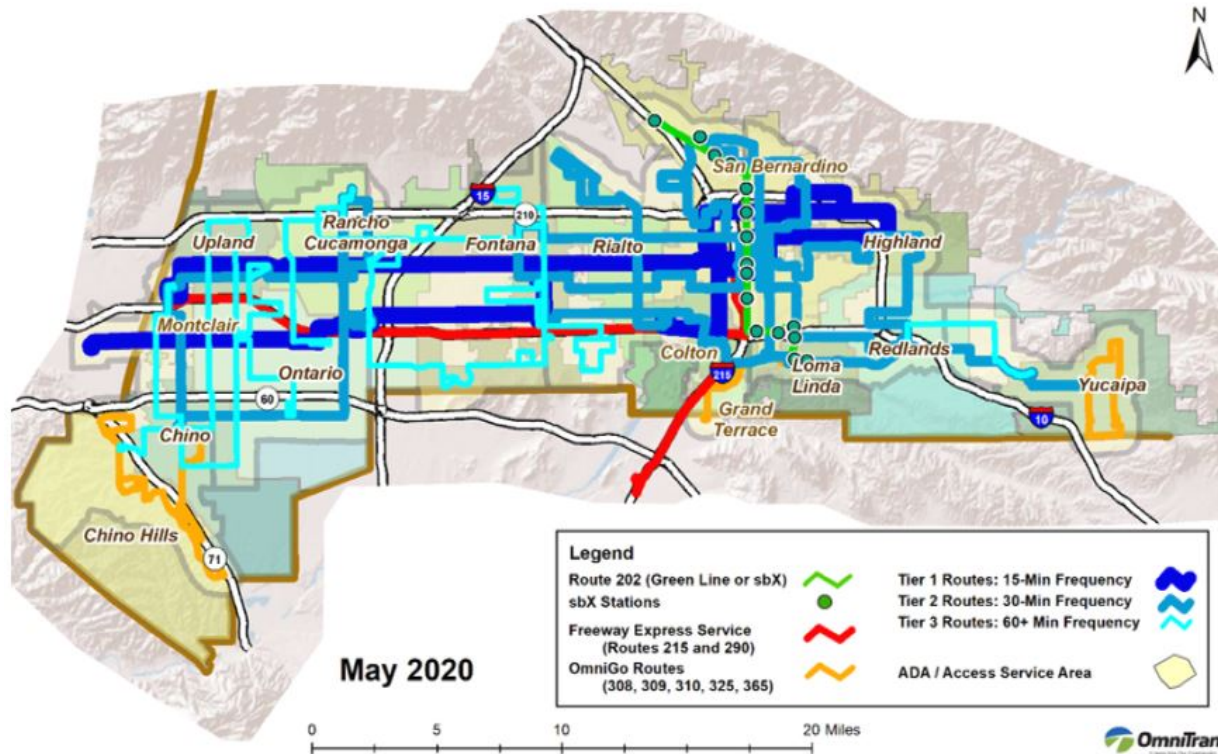 N
15
210
San Bernardino
Rancho
Cucamonga
Upland
Fontana
Rialto
Highland
Montclair
Ontario
Colton
215
Loma
Linda
Redlands
Yucaipa
60
Chino
Grand
Terrace
10
Chino Hills
71
May 2020
Legend
Route 202 (Green Line or sbX)
sbX Stations
Freeway Express Service
(Routes 215 and 290)
OmniGo Routes
(308, 309, 310, 325, 365)
Tier 1 Routes: 15-Min Frequency
Tier 2 Routes: 30-Min Frequency
Tier 3 Routes: 60+ Min Frequency
ADA / Access Service Area
0 5 10 20 Miles
OmniTran